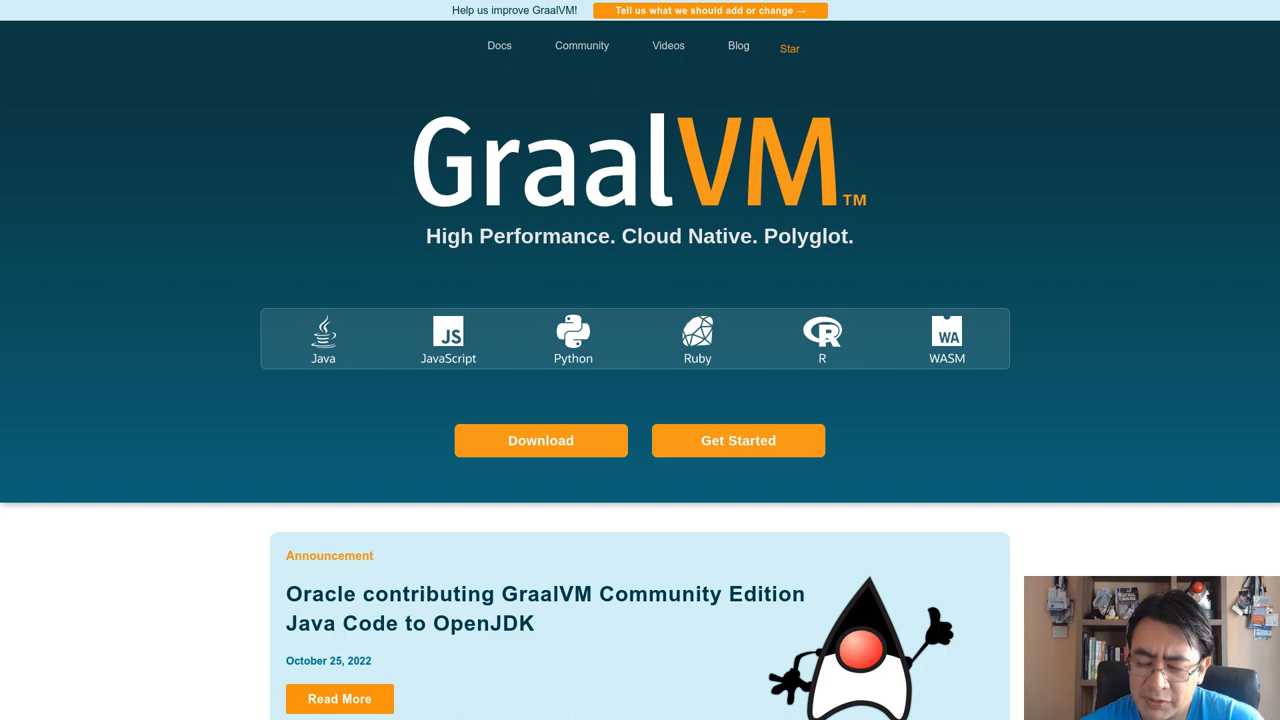 Help us improve GraalVM!
Tell us what we should add or change →
Docs
Community
Videos
Blog
Star
GraalVM™
High Performance. Cloud Native. Polyglot.
JS
WA
Java
JavaScript
Python
Ruby
R
WASM
Download
Get Started
Announcement
Oracle contributing GraalVM Community Edition
Java Code to OpenJDK
October 25, 2022
Read More